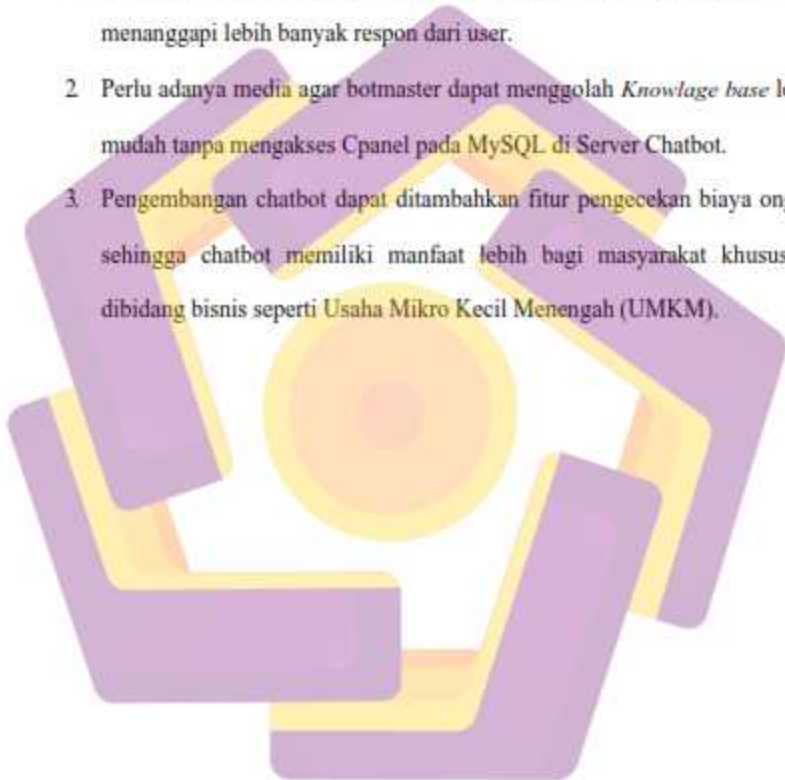 menanggapi lebih banyak respon dari user.
2 Perlu adanya media agar botmaster dapat menggolah Knowlage base
mudah tanpa mengakses Cpanel pada MySQL di Server Chatbot.
3 Pengembangan chatbot dapat ditambahkan fitur pengecekan biaya
sehingga chatbot memiliki manfaat lebih bagi masyarakat
dibidang bisnis seperti Usaha Mikro Kecil Menengah (UMKM).